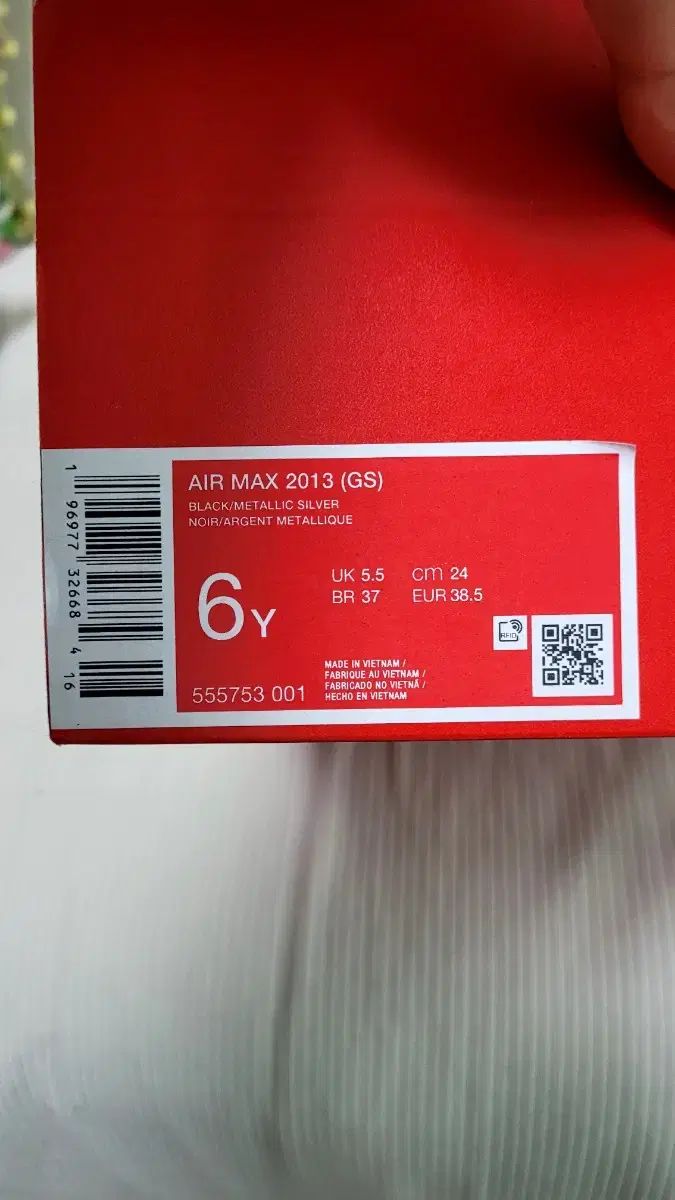 AIR MAX 2013 (GS)
BLACK/METALLIC SILVER
NOIR/ARGENT METALLIQUE
6Y
UK 5.5 cm 24
BR 37 EUR 38.5
RFID
MADE IN VIETNAM /
FABRIQUE AU VIETNAM /
FABRICADO NO VIETNÃ /
HECHO EN VIETNAM
555753 001
1 96977 32668 4 16